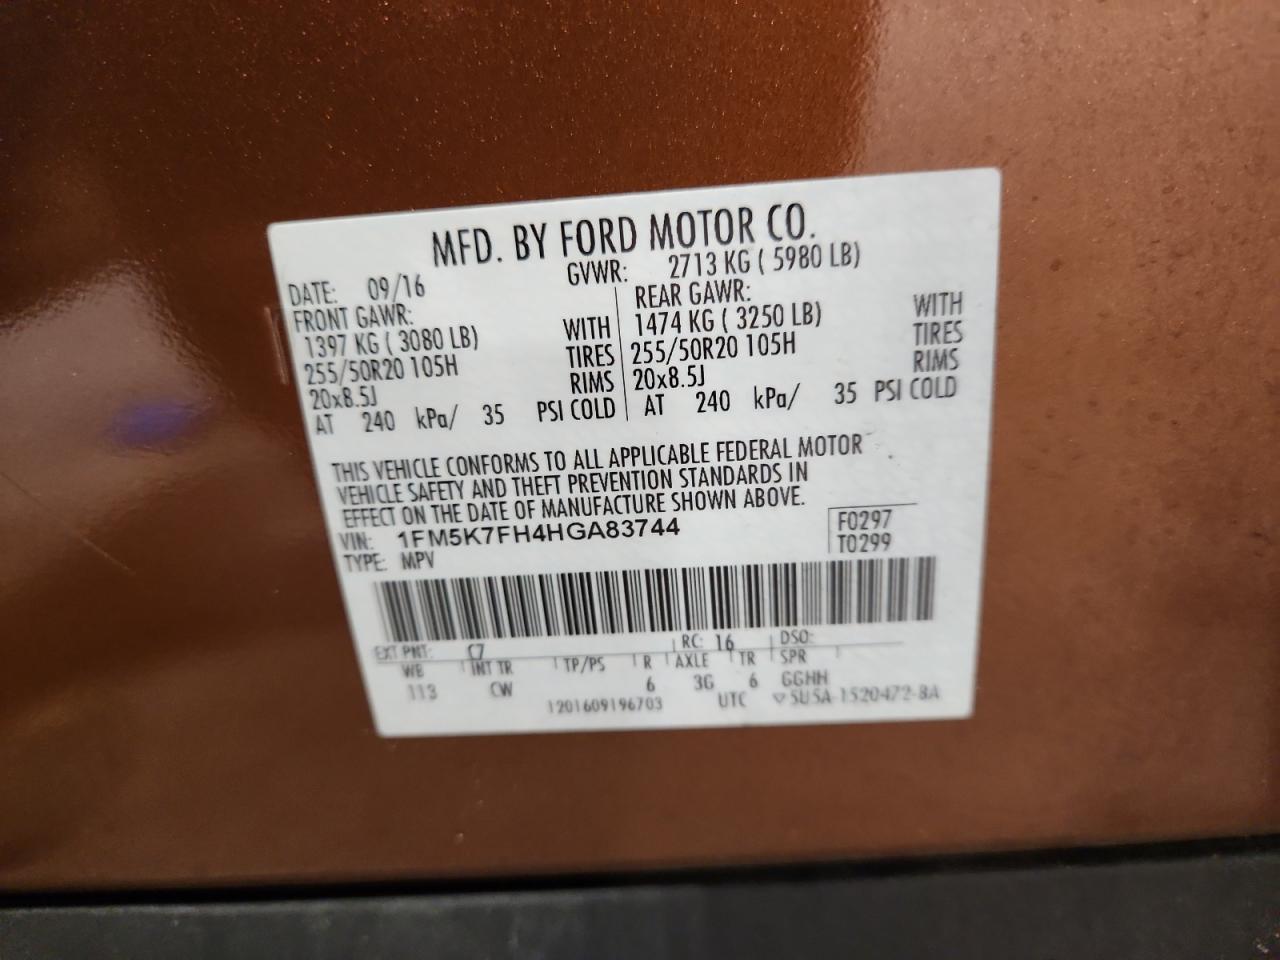 MFD. BY FORD MOTOR CO.
DATE: 09/16 GVWR: 2713 KG ( 5980 LB)
FRONT GAWR: REAR GAWR:
1397 KG ( 3080 LB) WITH 1474 KG ( 3250 LB) WITH
255/50R20 105H TIRES 255/50R20 105H TIRES
20x8.5J RIMS 20x8.5J RIMS
AT 240 kPa/ 35 PSI COLD AT 240 kPa/ 35 PSI COLD
THIS VEHICLE CONFORMS TO ALL APPLICABLE FEDERAL MOTOR
VEHICLE SAFETY AND THEFT PREVENTION STANDARDS IN
EFFECT ON THE DATE OF MANUFACTURE SHOWN ABOVE.
VIN: 1FM5K7FH4HGA83744 F0297
TYPE: MPV T0299
EXT PNT: C7 RC: 16 DSO:
WB INT TR TP/PS R AXLE TR SPR
113 CW 6 3G 6 GGHH
1201609196703 UTC ▽5U5A-1520472-BA